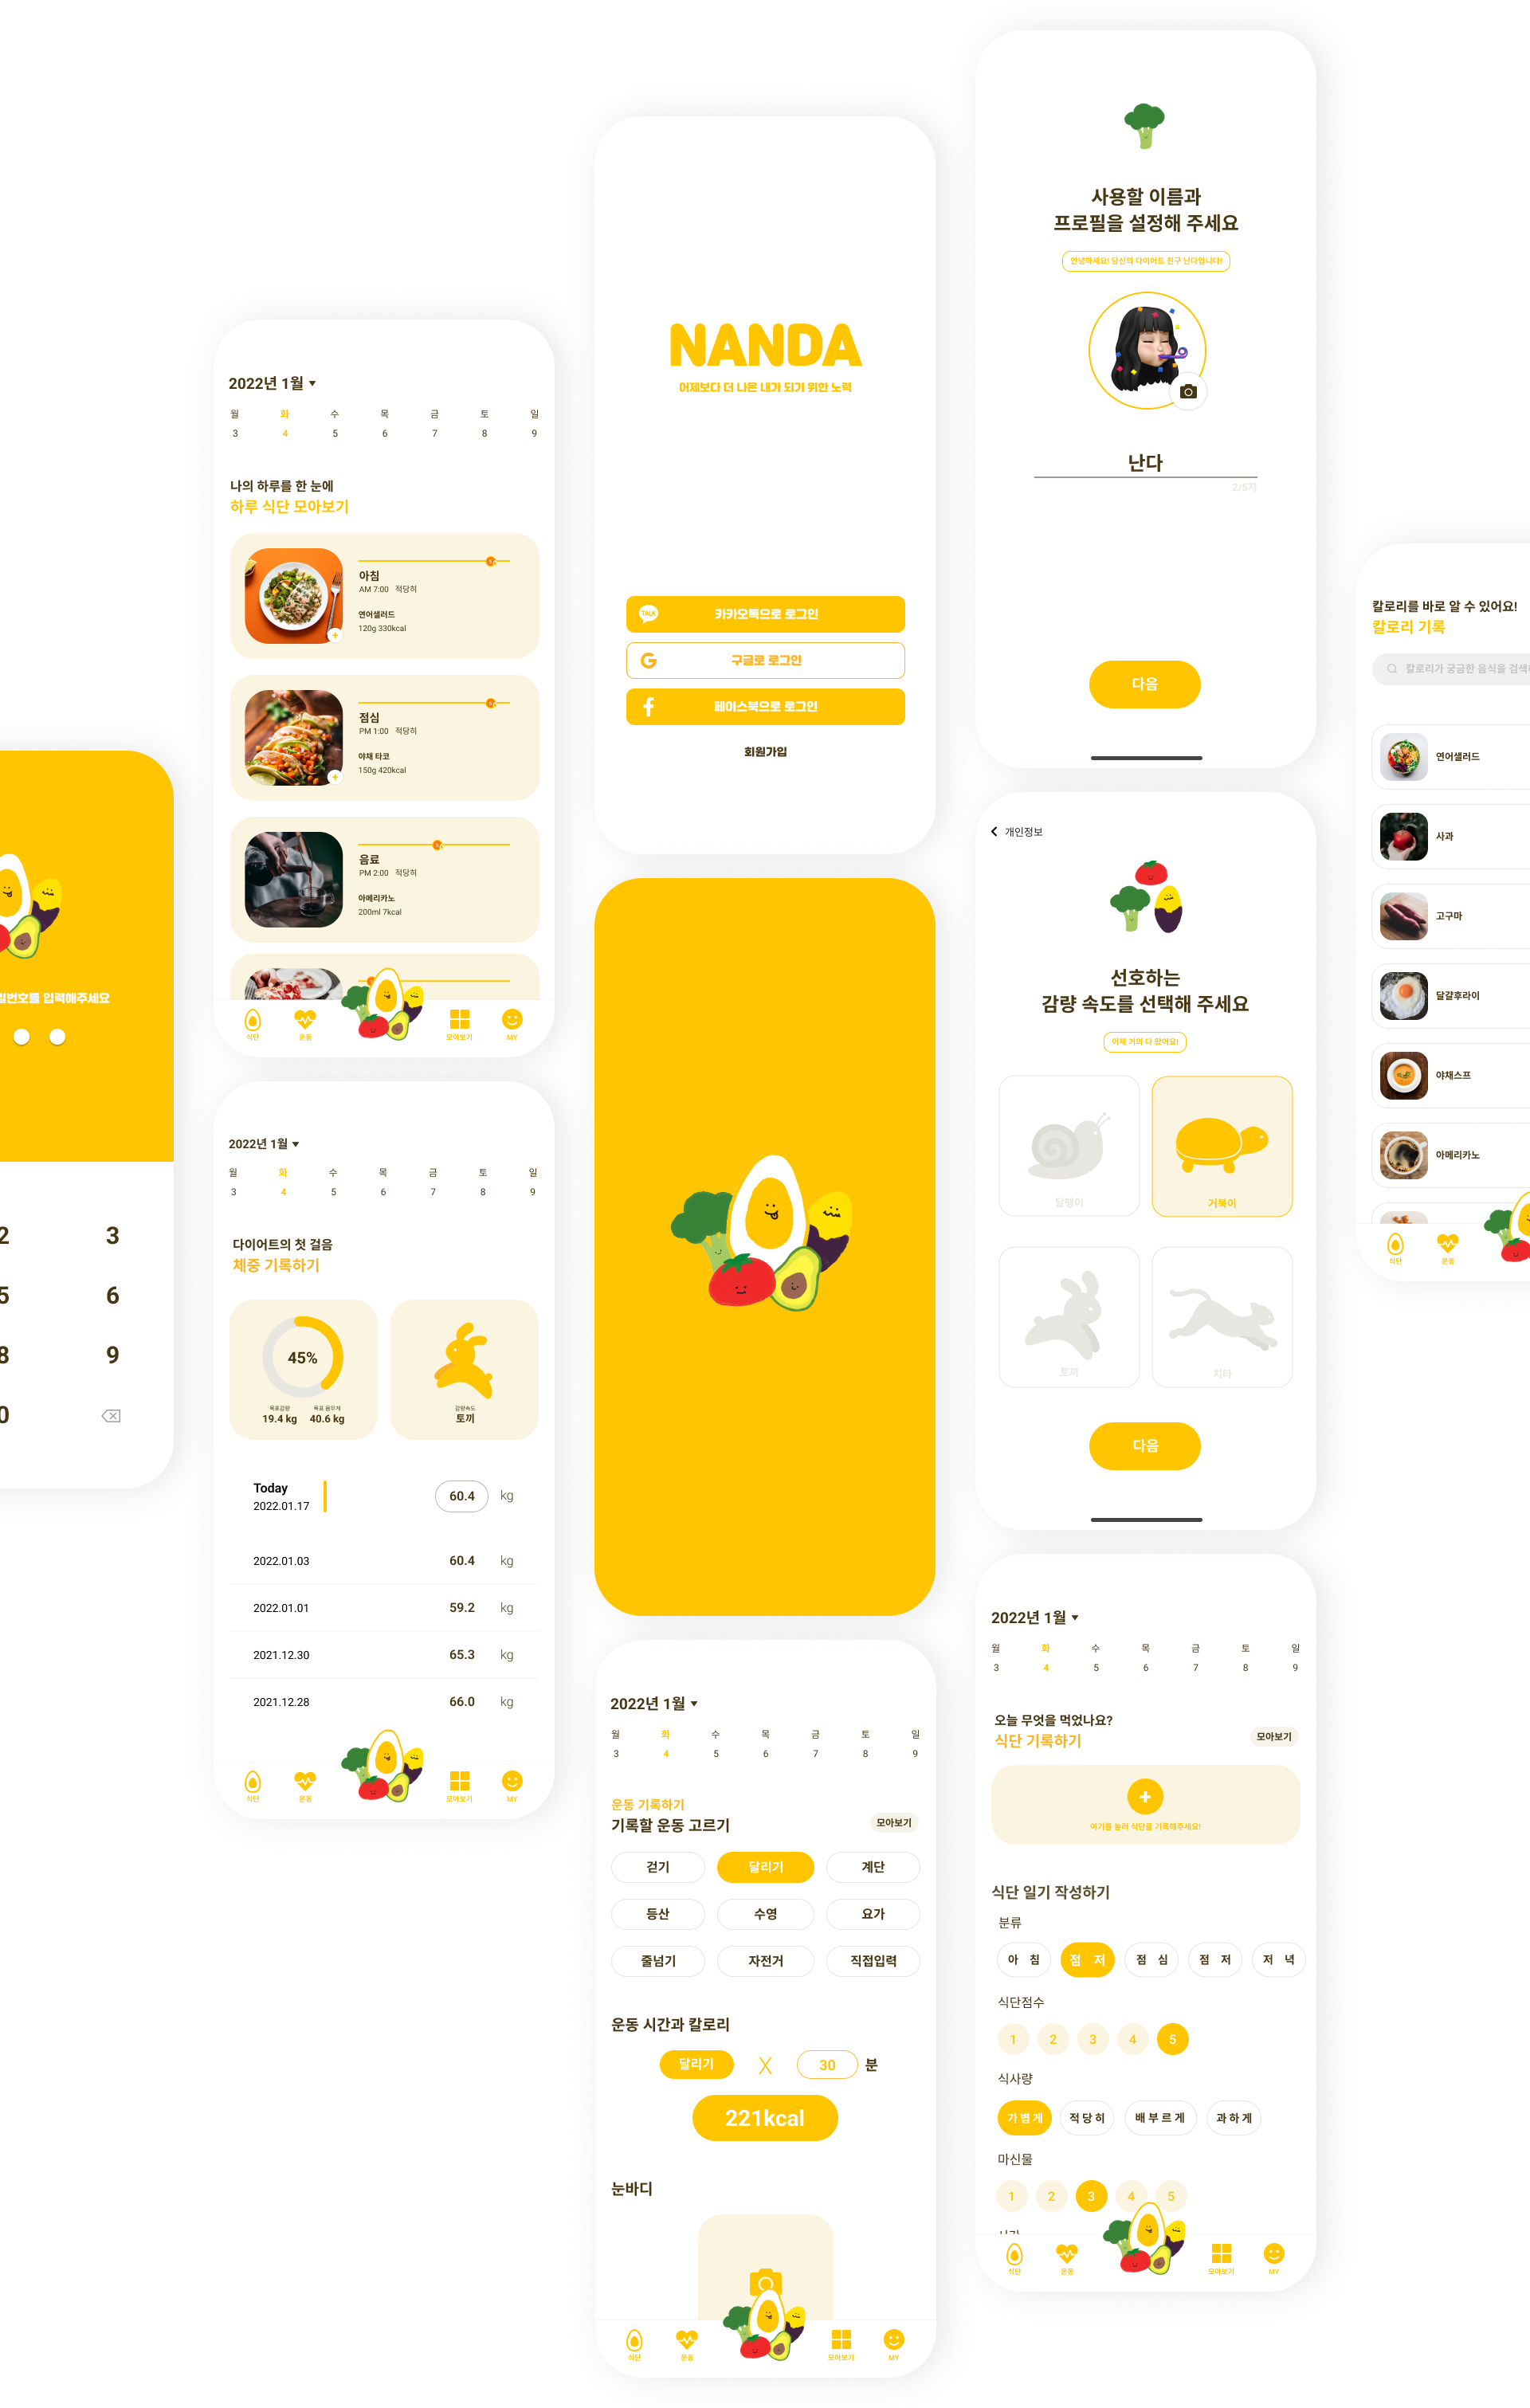 밀번호를 입력해주세요
2
3
5
6
8
9
0
2022년 1월
월 화 수 목 금 토 일
3 4 5 6 7 8 9
나의 하루를 한 눈에
하루 식단 모아보기
아침
AM 7:00 적당히
연어샐러드
120g 330kcal
점심
PM 1:00 적당히
야채 타코
150g 420kcal
음료
PM 2:00 적당히
아메리카노
200ml 7kcal
식단 운동 모아보기 MY
2022년 1월
월 화 수 목 금 토 일
3 4 5 6 7 8 9
다이어트의 첫 걸음
체중 기록하기
45%
목표감량 목표 몸무게
19.4 kg 40.6 kg
감량속도
토끼
Today
2022.01.17 60.4 kg
2022.01.03 60.4 kg
2022.01.01 59.2 kg
2021.12.30 65.3 kg
2021.12.28 66.0 kg
식단 운동 모아보기 MY
NANDA
어제보다 더 나은 내가 되기 위한 노력
TALK 카카오톡으로 로그인
G 구글로 로그인
f 페이스북으로 로그인
회원가입
2022년 1월
월 화 수 목 금 토 일
3 4 5 6 7 8 9
운동 기록하기
기록할 운동 고르기
모아보기
걷기 달리기 계단
등산 수영 요가
줄넘기 자전거 직접입력
운동 시간과 칼로리
달리기 X 30 분
221kcal
눈바디
식단 운동 모아보기 MY
사용할 이름과
프로필을 설정해 주세요
안녕하세요! 당신의 다이어트 친구 난다입니다!
난다
2/5자
다음
개인정보
선호하는
감량 속도를 선택해 주세요
이제 거의 다 왔어요!
달팽이 거북이
토끼 치타
다음
2022년 1월
월 화 수 목 금 토 일
3 4 5 6 7 8 9
오늘 무엇을 먹었나요?
식단 기록하기
모아보기
여기를 눌러 식단을 기록해주세요!
식단 일기 작성하기
분류
아 침 점 저 점 심 점 저 저 녁
식단점수
1 2 3 4 5
식사량
가볍게 적당히 배부르게 과하게
마신물
1 2 3 4 5
식단 운동 모아보기 MY
칼로리를 바로 알 수 있어요!
칼로리 기록
칼로리가 궁금한 음식을 검색
연어샐러드
사과
고구마
달걀후라이
야채스프
아메리카노
식단 운동